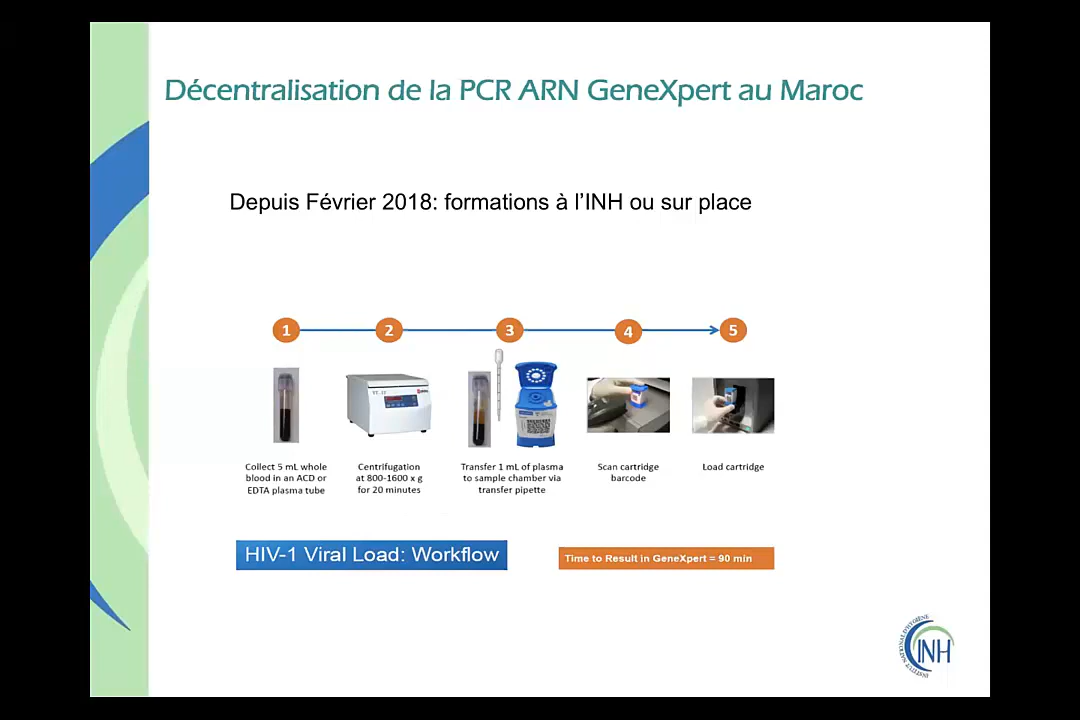 Décentralisation de la PCR ARN GeneXpert au Maroc
Depuis Février 2018: formations à l’INH ou sur place
1 2 3 4 5
Collect 5 mL whole
blood in an ACD or
EDTA plasma tube
Centrifugation
at 800-1600 x g
for 20 minutes
Transfer 1 mL of plasma
to sample chamber via
transfer pipette
Scan cartridge
barcode
Load cartridge
HIV-1 Viral Load: Workflow
Time to Result in GeneXpert = 90 min
INSTITUT NATIONAL D'HYGIENE
INH